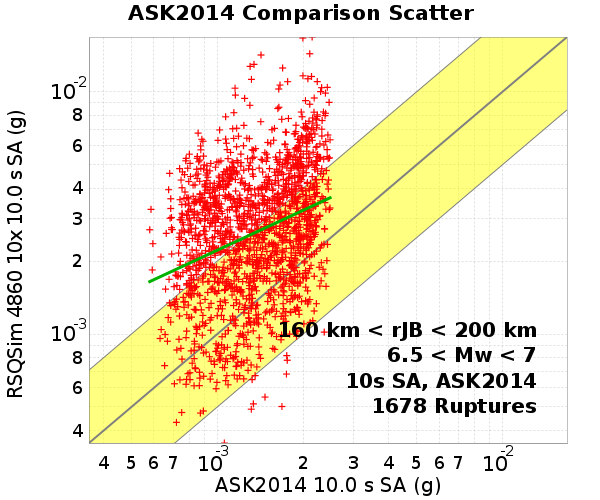 ASK2014 Comparison Scatter
RSQSim 4860 10x 10.0 s SA (g)
10-2
8
6
4
3
2
10-3
8
6
4
160 km < rJB < 200 km
6.5 < Mw < 7
10s SA, ASK2014
1678 Ruptures
4 5 6 7 10-3 2 3 4 5 6 7 10-2
ASK2014 10.0 s SA (g)